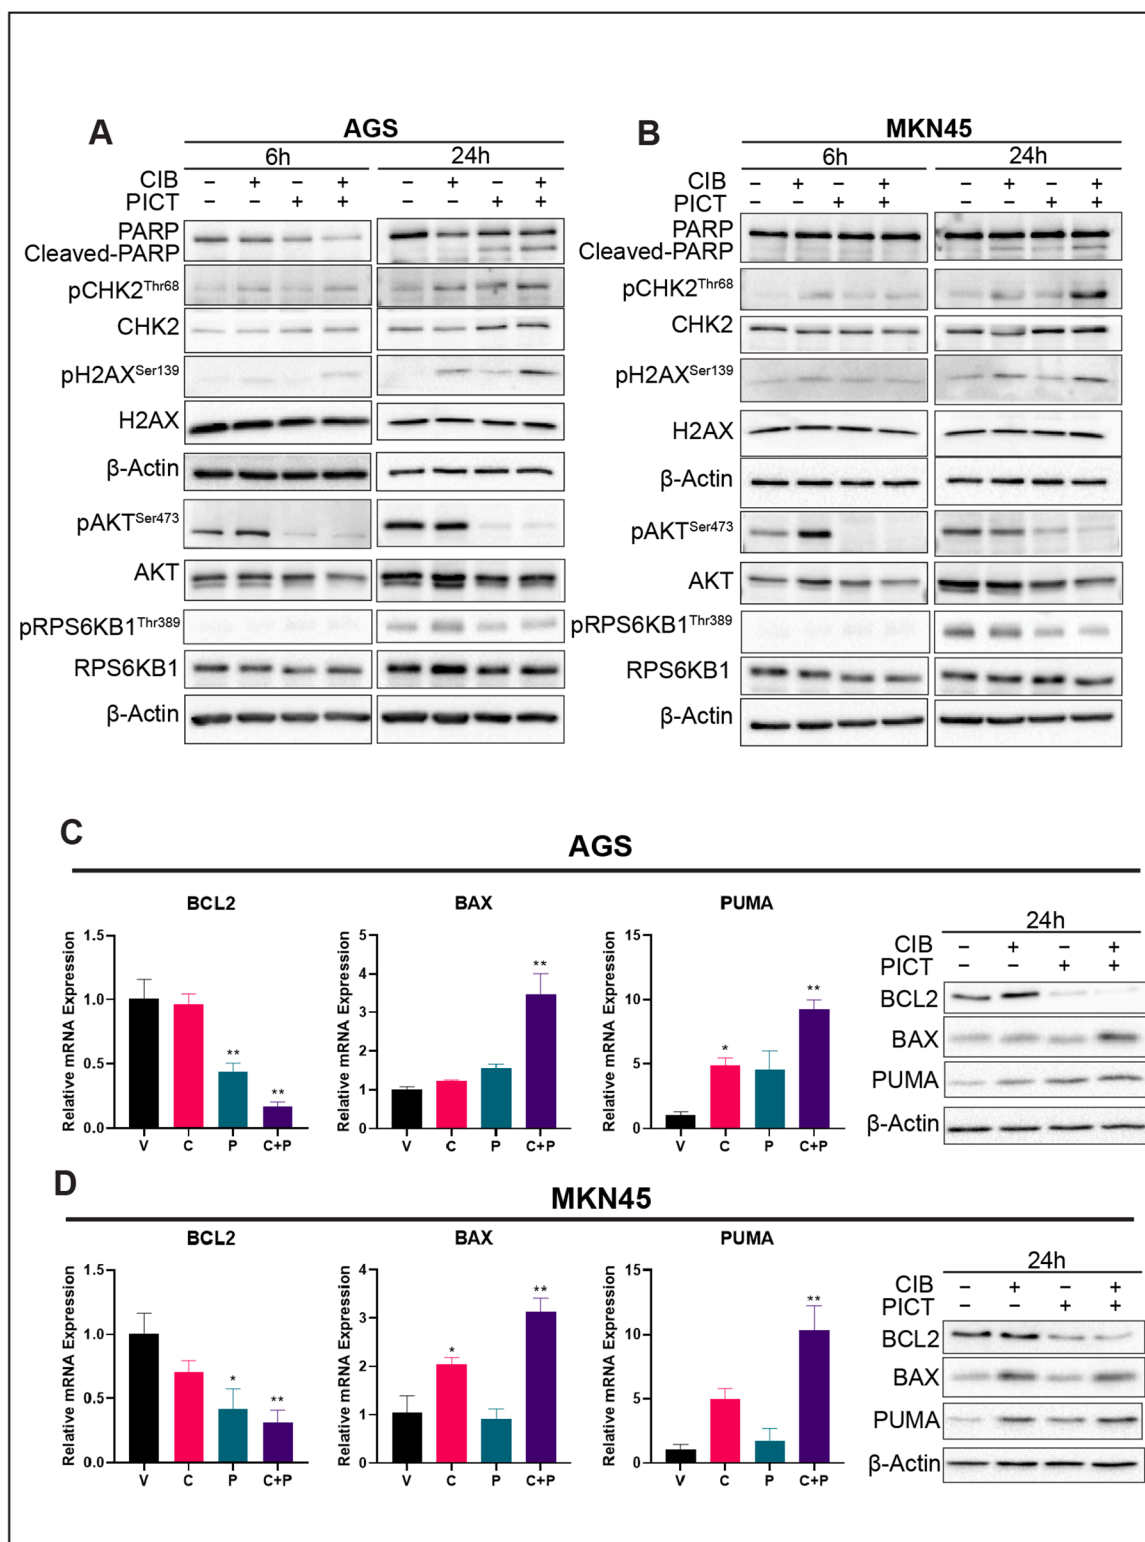 A
AGS
6h 24h
CIB - + - + - + - +
PICT - - + + - - + +
PARP
Cleaved-PARP
pCHK2Thr68
CHK2
pH2AXSer139
H2AX
β-Actin
pAKTSer473
AKT
pRPS6KB1Thr389
RPS6KB1
β-Actin
B
MKN45
6h 24h
CIB - + - + - + - +
PICT - - + + - - + +
PARP
Cleaved-PARP
pCHK2Thr68
CHK2
pH2AXSer139
H2AX
β-Actin
pAKTSer473
AKT
pRPS6KB1Thr389
RPS6KB1
β-Actin
C
AGS
BCL2
Relative mRNA Expression
1.5
1.0
0.5
0.0
** **
V C P C+P
BAX
Relative mRNA Expression
5
4
3
2
1
0
**
V C P C+P
PUMA
Relative mRNA Expression
15
10
5
0
* **
V C P C+P
24h
CIB - + - +
PICT - - + +
BCL2
BAX
PUMA
β-Actin
D
MKN45
BCL2
Relative mRNA Expression
1.5
1.0
0.5
0.0
* **
V C P C+P
BAX
Relative mRNA Expression
4
3
2
1
0
* **
V C P C+P
PUMA
Relative mRNA Expression
15
10
5
0
**
V C P C+P
24h
CIB - + - +
PICT - - + +
BCL2
BAX
PUMA
β-Actin